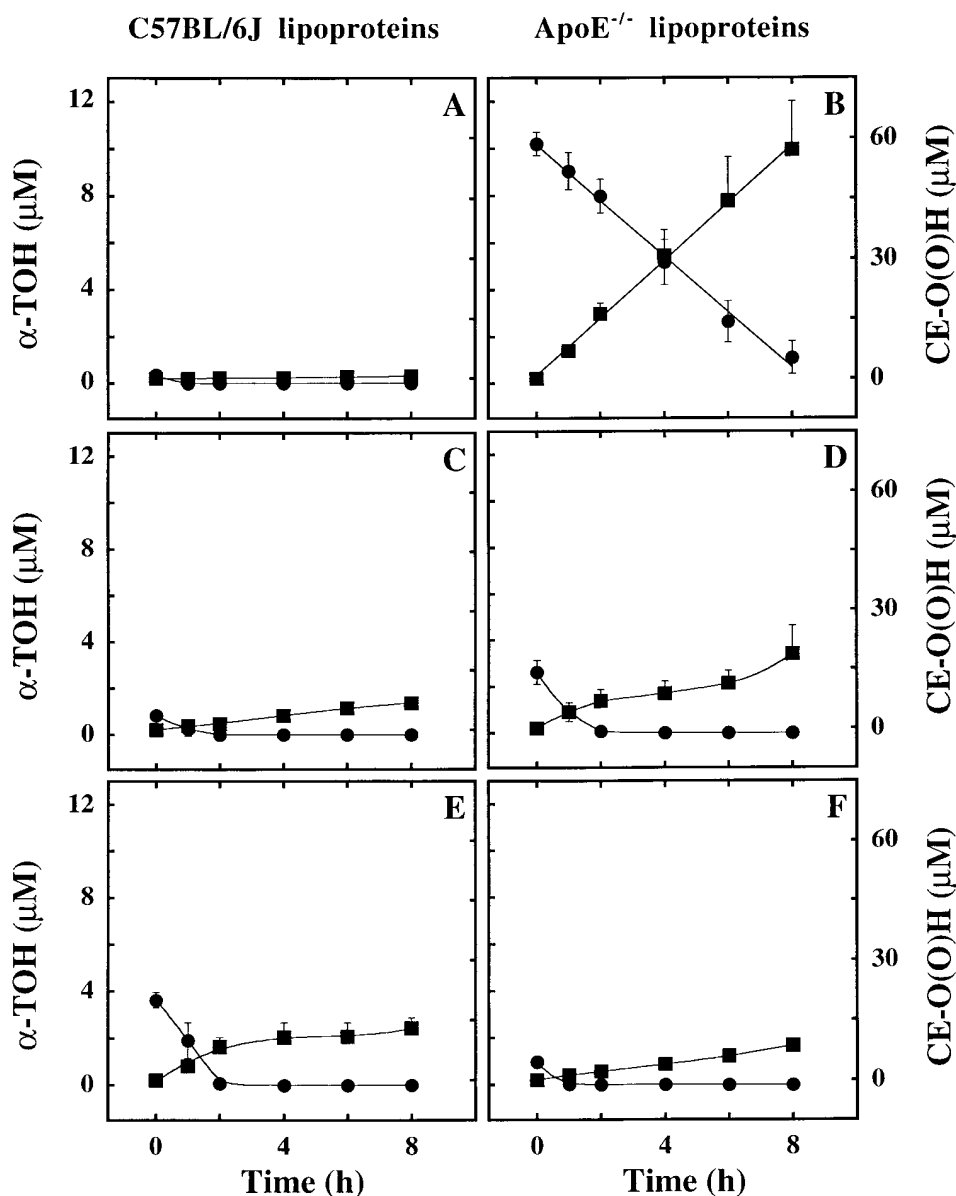 C57BL/6J lipoproteins
ApoE-/- lipoproteins
A
B
12
8
4
0
α-TOH (μM)
60
30
0
CE-O(O)H (μM)
C
D
12
8
4
0
α-TOH (μM)
60
30
0
CE-O(O)H (μM)
E
F
12
8
4
0
α-TOH (μM)
60
30
0
CE-O(O)H (μM)
0 4 8
0 4 8
Time (h)
Time (h)